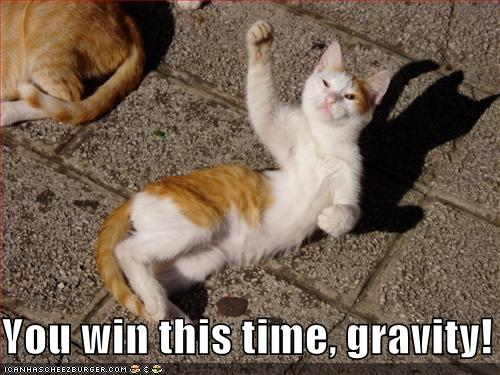 You win this time, gravity!
ICANHASCHEEZBURGER.COM